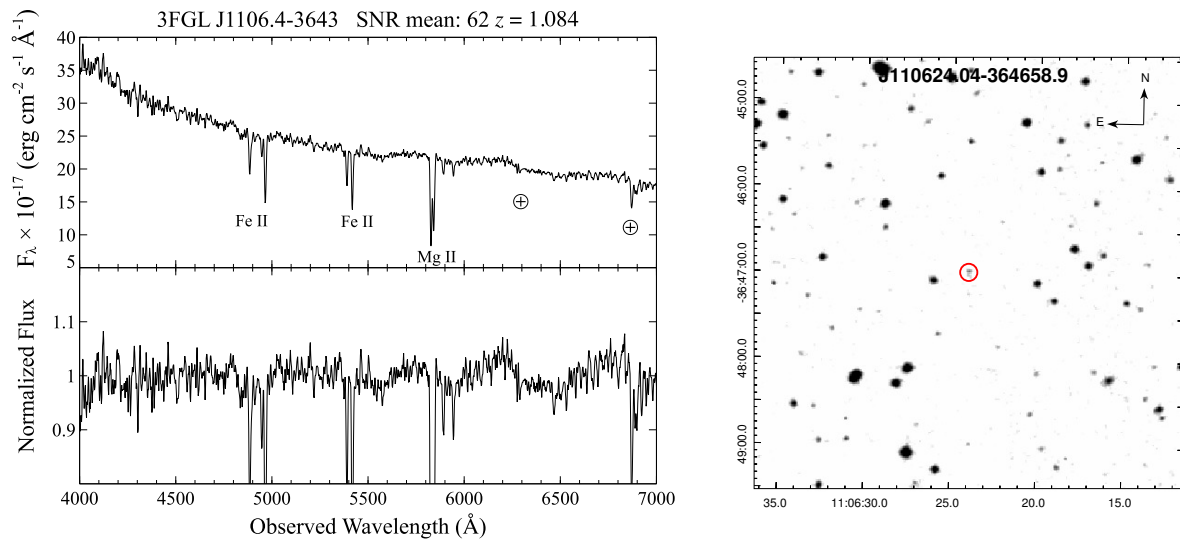 3FGL J1106.4-3643 SNR mean: 62 z = 1.084
F_λ × 10⁻¹⁷ (erg cm⁻² s⁻¹ Å⁻¹)
40
35
30
25
20
15
10
5
Fe II
Fe II
Mg II
⊕
⊕
Normalized Flux
1.1
1
0.9
4000 4500 5000 5500 6000 6500 7000
Observed Wavelength (Å)
J110624.04-364658.9
N
E
45:00.0
46:00.0
-36:47:00.0
48:00.0
49:00.0
35.0 11:06:30.0 25.0 20.0 15.0